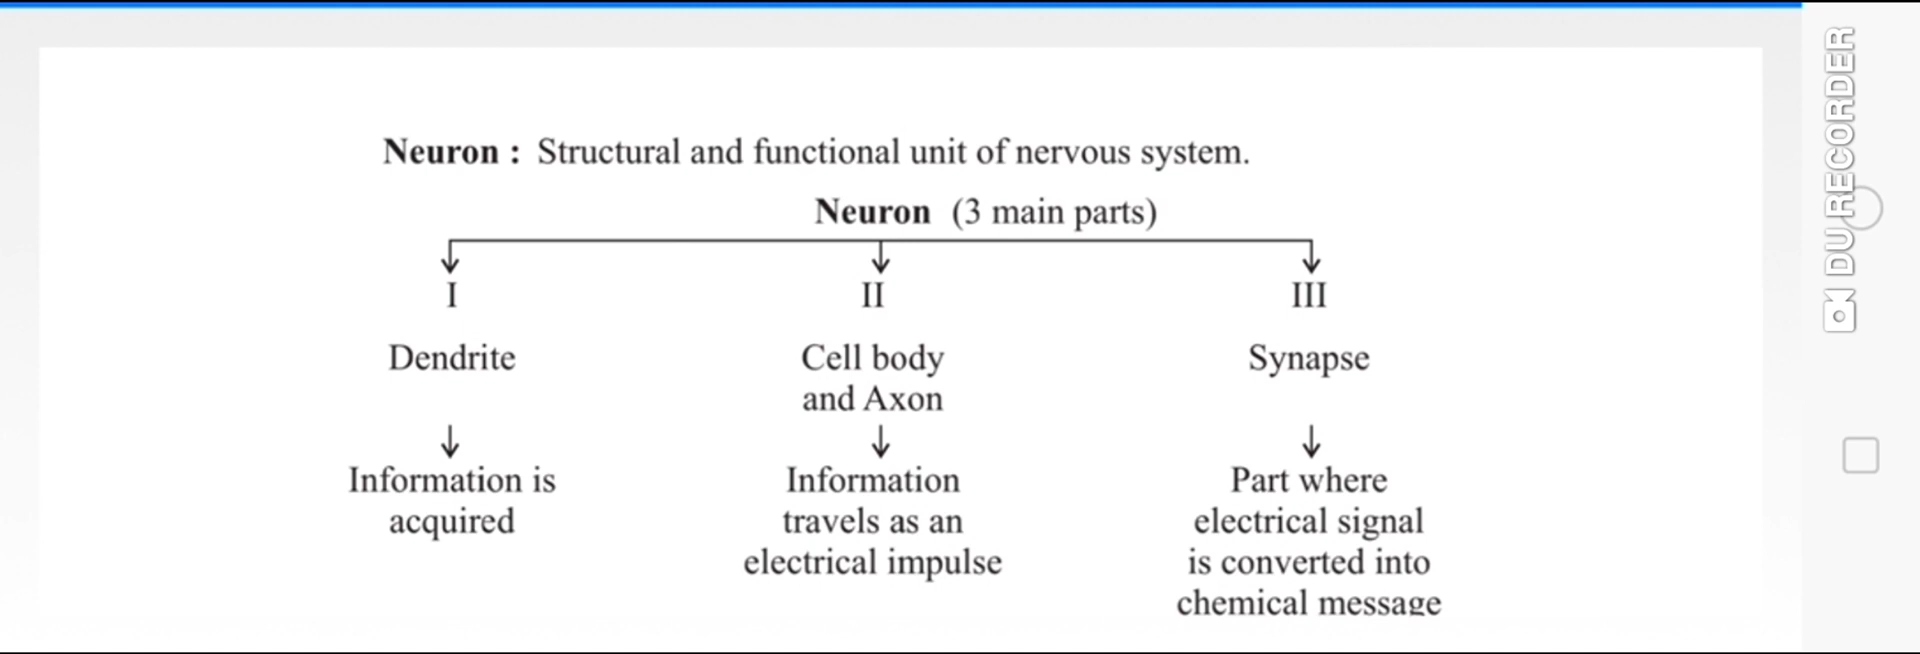 Neuron : Structural and functional unit of nervous system.
Neuron (3 main parts)
I
II
III
Dendrite
Cell body
and Axon
Synapse
Information is
acquired
Information
travels as an
electrical impulse
Part where
electrical signal
is converted into
chemical message
DU RECORDER